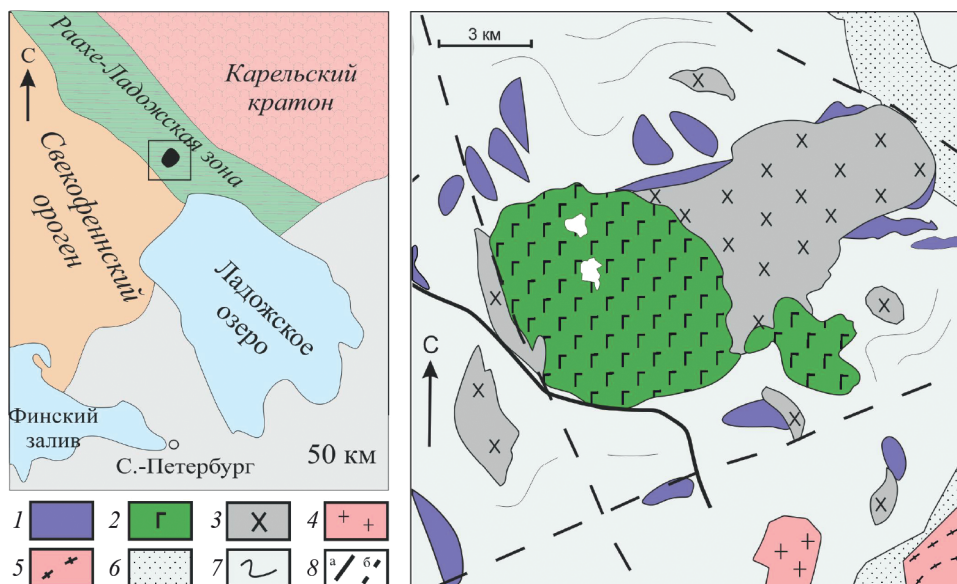 С
Раахе-Ладожская зона
Карельский
кратон
Свекофеннский
ороген
Ладожское
озеро
Финский
залив
С.-Петербург
50 км
3 км
С
1
2
3
4
5
6
7
8
а
б